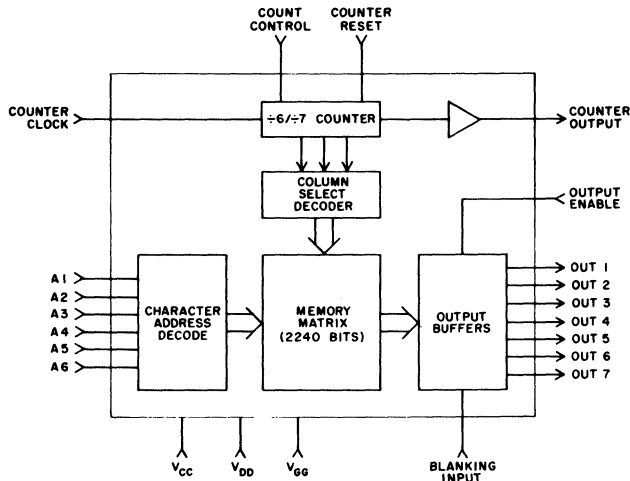 COUNT
CONTROL
COUNTER
RESET
COUNTER
CLOCK
÷6/÷7 COUNTER
COUNTER
OUTPUT
COLUMN
SELECT
DECODER
OUTPUT
ENABLE
A1
A2
A3
A4
A5
A6
CHARACTER
ADDRESS
DECODE
MEMORY
MATRIX
(2240 BITS)
OUTPUT
BUFFERS
OUT 1
OUT 2
OUT 3
OUT 4
OUT 5
OUT 6
OUT 7
VCC
VDD
VGG
BLANKING
INPUT